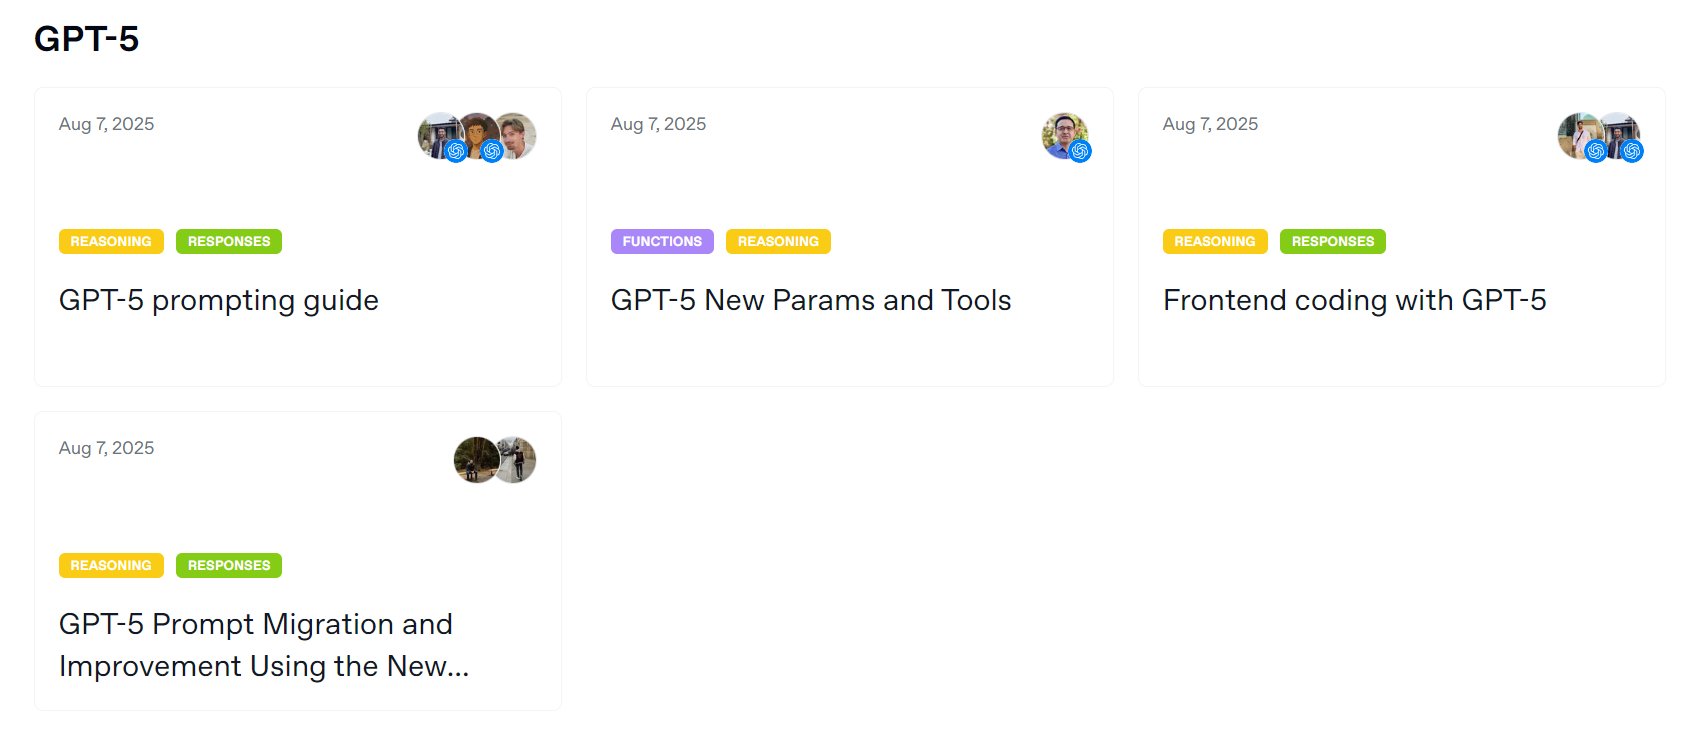 GPT-5
Aug 7, 2025
REASONING RESPONSES
GPT-5 prompting guide
Aug 7, 2025
FUNCTIONS REASONING
GPT-5 New Params and Tools
Aug 7, 2025
REASONING RESPONSES
Frontend coding with GPT-5
Aug 7, 2025
REASONING RESPONSES
GPT-5 Prompt Migration and
Improvement Using the New...